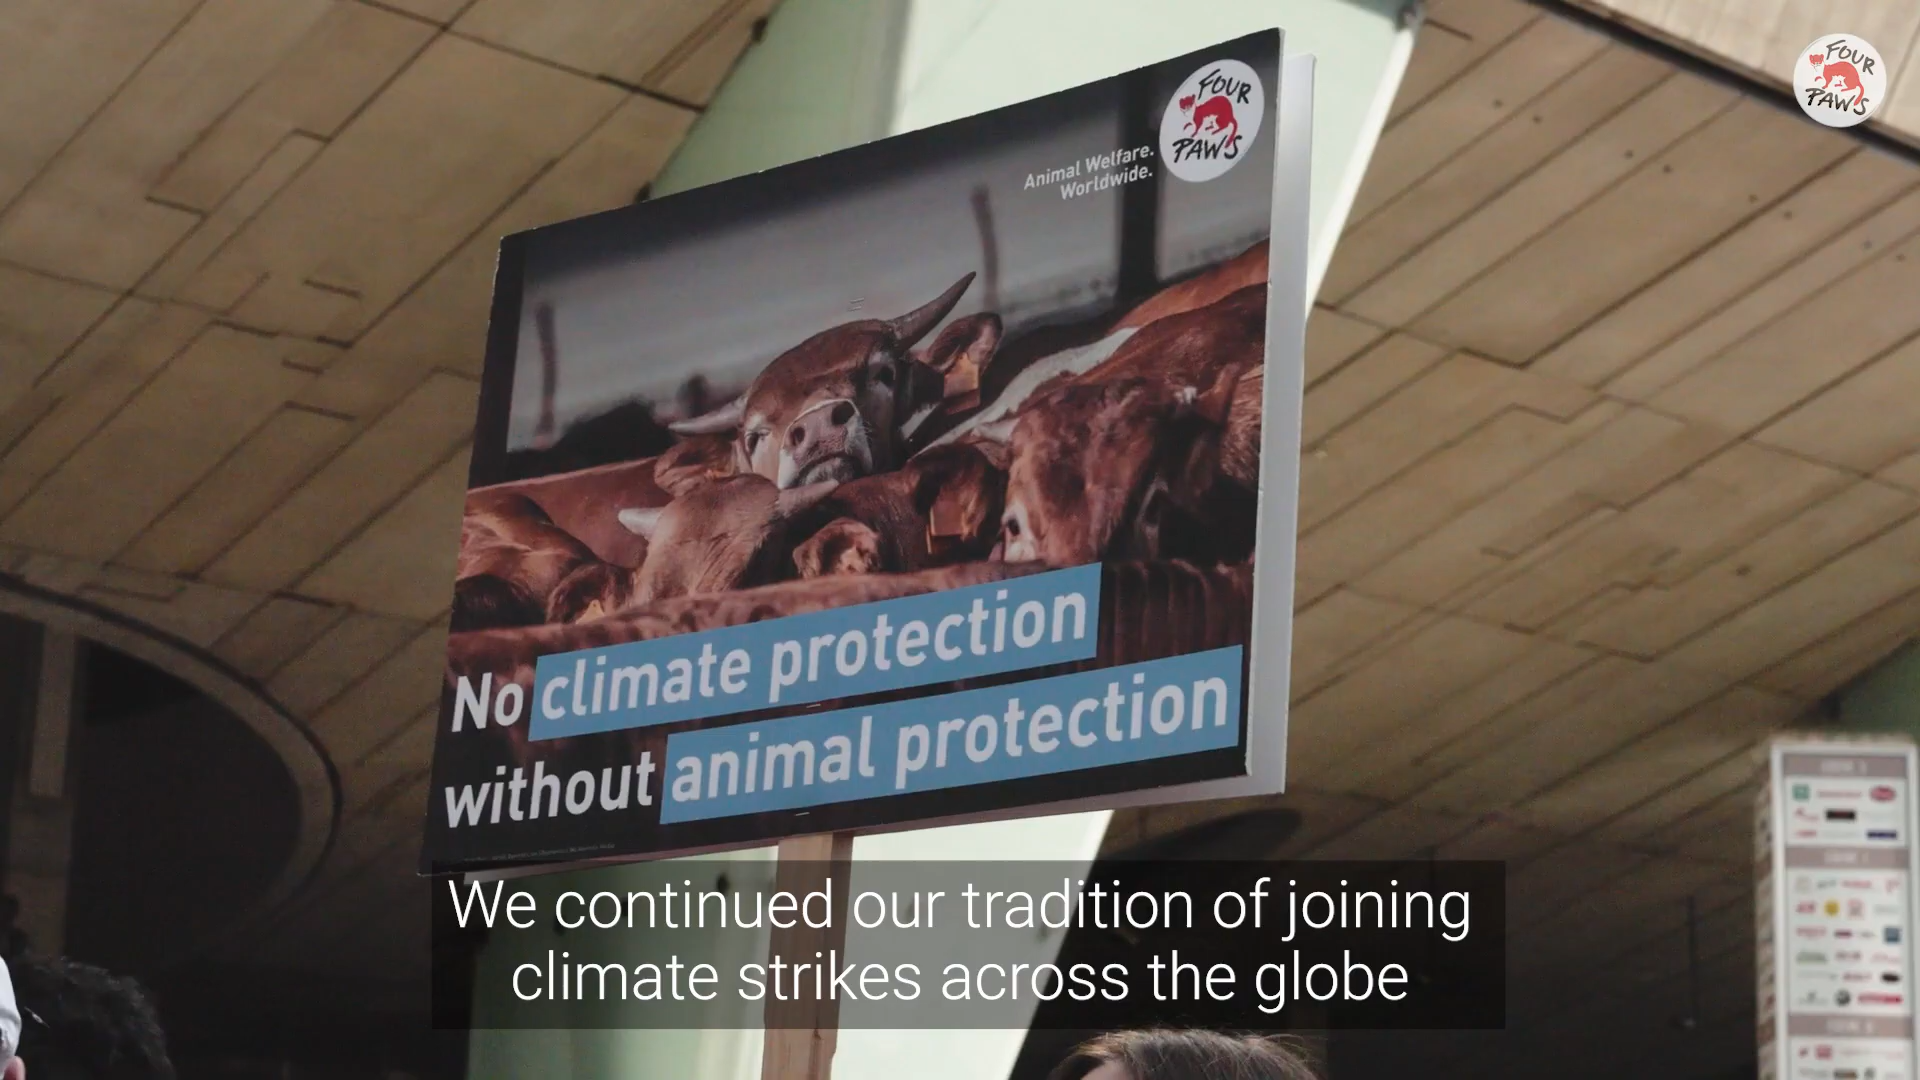 FOUR
PAWS
FOUR
PAWS
Animal Welfare.
Worldwide.
No climate protection
without animal protection
We continued our tradition of joining
climate strikes across the globe